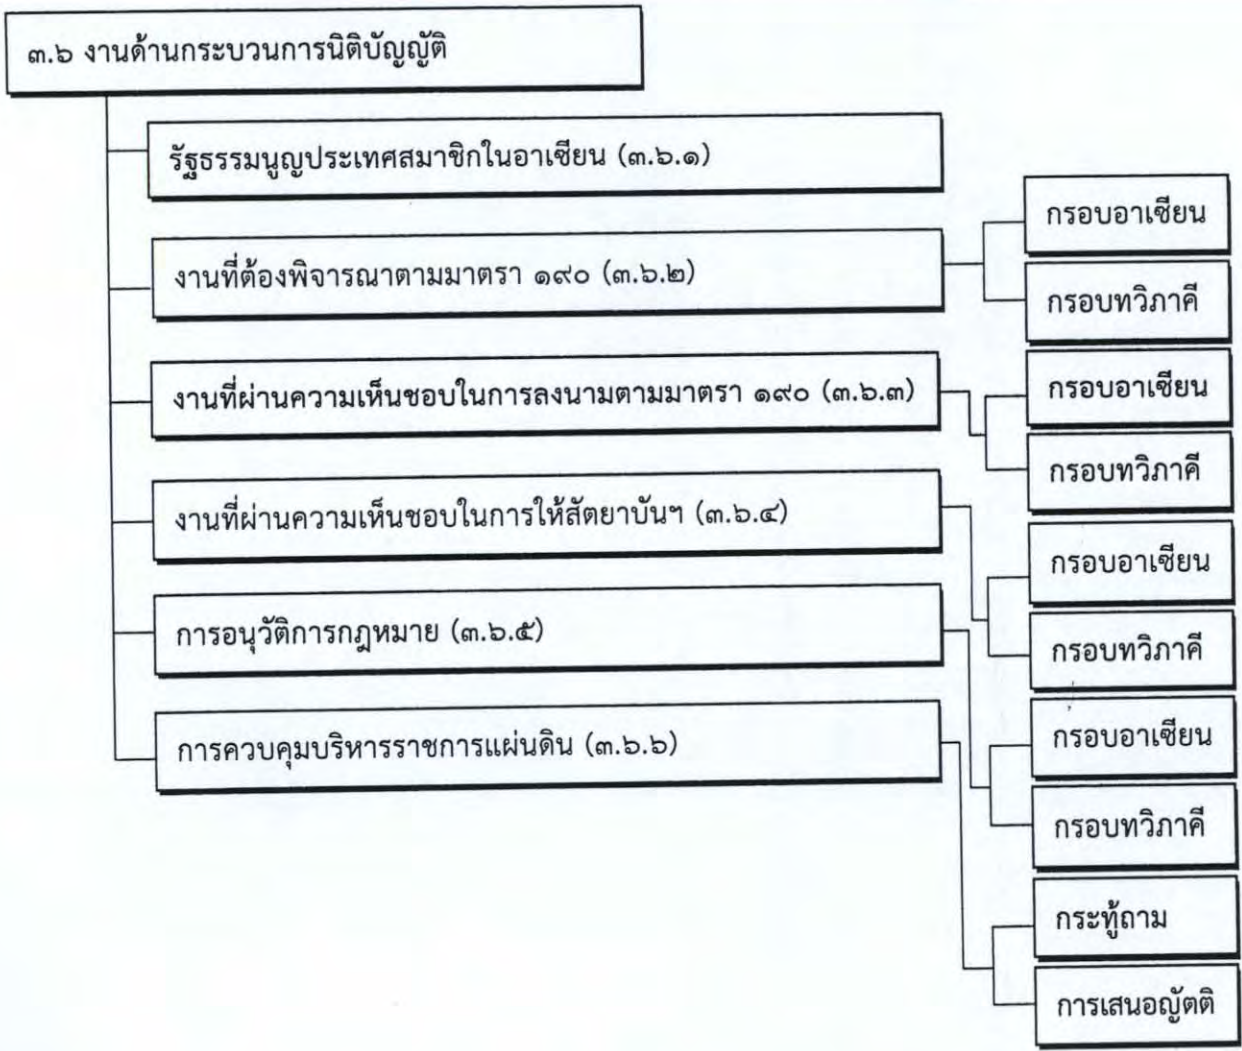 ๓.๖ งานด้านกระบวนการนิติบัญญัติ
รัฐธรรมนูญประเทศสมาชิกในอาเซียน (๓.๖.๑)
งานที่ต้องพิจารณาตามมาตรา ๑๙๐ (๓.๖.๒)
กรอบอาเซียน
กรอบทวิภาคี
งานที่ผ่านความเห็นชอบในการลงนามตามมาตรา ๑๙๐ (๓.๖.๓)
กรอบอาเซียน
กรอบทวิภาคี
งานที่ผ่านความเห็นชอบในการให้สัตยาบันฯ (๓.๖.๔)
กรอบอาเซียน
กรอบทวิภาคี
การอนุวัติการกฎหมาย (๓.๖.๕)
กรอบอาเซียน
กรอบทวิภาคี
การควบคุมบริหารราชการแผ่นดิน (๓.๖.๖)
กระทู้ถาม
การเสนอญัตติ